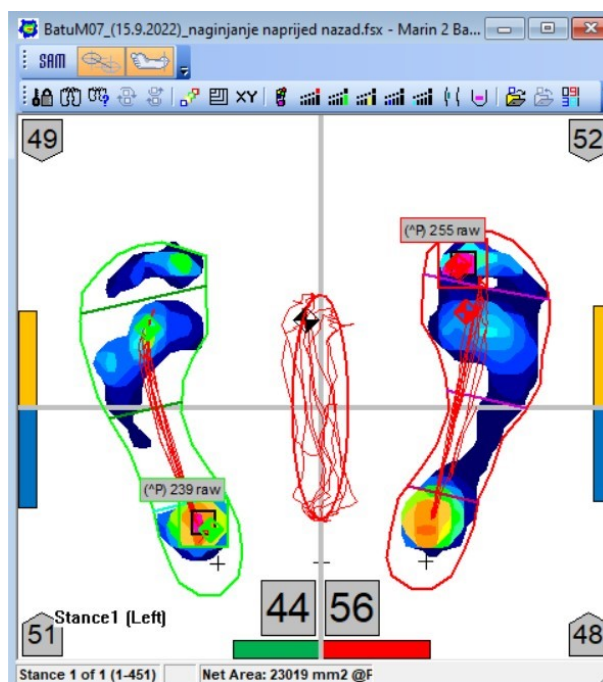 BatuM07_(15.9.2022)_naginjanje naprijed nazad.fsx - Marin 2 Ba...
SAM
XY
49
52
(^P) 255 raw
(^P) 239 raw
44 56
Stance1 (Left)
51
48
Stance 1 of 1 (1-451)
Net Area: 23019 mm2 @F